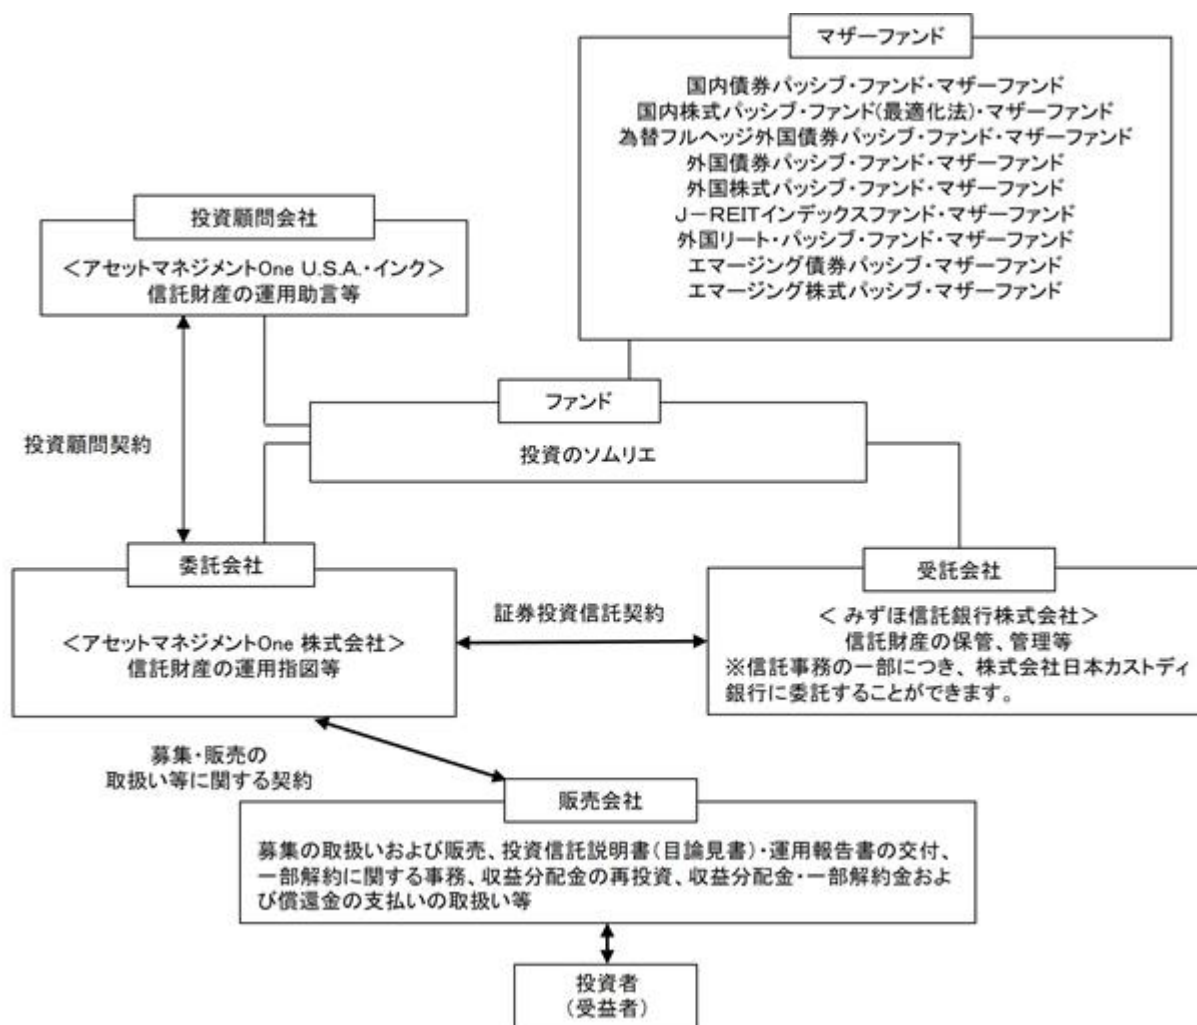 マザーファンド
国内債券パッシブ・ファンド・マザーファンド
国内株式パッシブ・ファンド(最適化法)・マザーファンド
為替フルヘッジ外国債券パッシブ・ファンド・マザーファンド
外国債券パッシブ・ファンド・マザーファンド
外国株式パッシブ・ファンド・マザーファンド
J-REITインデックスファンド・マザーファンド
外国リート・パッシブ・ファンド・マザーファンド
エマージング債券パッシブ・マザーファンド
エマージング株式パッシブ・マザーファンド
投資顧問会社
<アセットマネジメントOne U.S.A.・インク>
信託財産の運用助言等
ファンド
投資のソムリエ
投資顧問契約
委託会社
<アセットマネジメントOne 株式会社>
信託財産の運用指図等
証券投資信託契約
受託会社
< みずほ信託銀行株式会社>
信託財産の保管、管理等
※信託事務の一部につき、株式会社日本カストディ
銀行に委託することができます。
募集・販売の
取扱い等に関する契約
販売会社
募集の取扱いおよび販売、投資信託説明書(目論見書)・運用報告書の交付、
一部解約に関する事務、収益分配金の再投資、収益分配金・一部解約金およ
び償還金の支払いの取扱い等
投資者
(受益者)